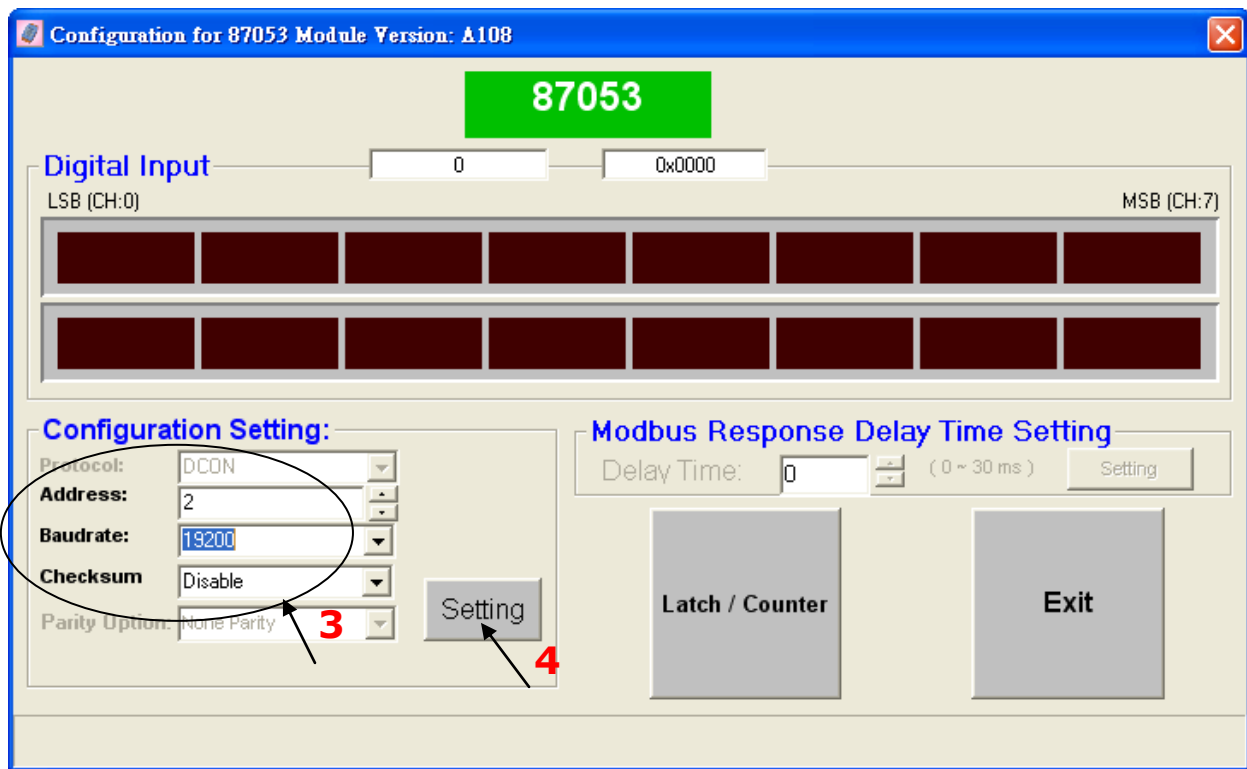 Configuration for 87053 Module Version: A108
87053
Digital Input 0 0x0000
LSB (CH:0) MSB (CH:7)
Configuration Setting:
Protocol: DCON
Address: 2
Baudrate: 19200
Checksum Disable
Parity Option: None Parity
3
Setting
4
Modbus Response Delay Time Setting
Delay Time: 0 ( 0 ~ 30 ms ) Setting
Latch / Counter
Exit